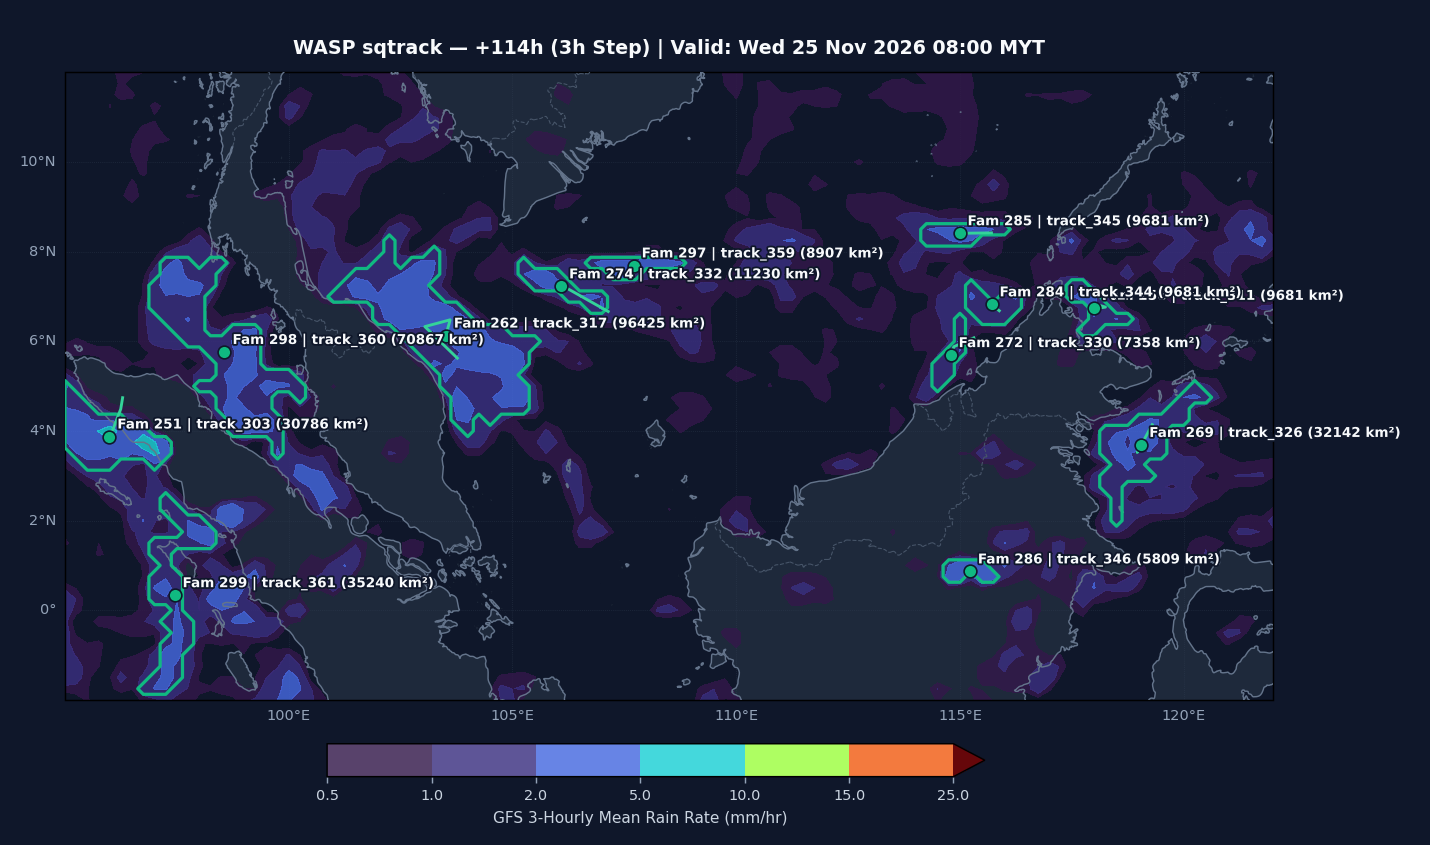 WASP sqtrack — +114h (3h Step) | Valid: Wed 25 Nov 2026 08:00 MYT
10°N
8°N
6°N
4°N
2°N
0°
Fam 285 | track_345 (9681 km²)
Fam 297 | track_359 (8907 km²)
Fam 274 | track_332 (11230 km²)
Fam 284 | track_344 (9681 km²)
(9681 km²)
Fam 262 | track_317 (96425 km²)
Fam 298 | track_360 (70867 km²)
Fam 272 | track_330 (7358 km²)
Fam 251 | track_303 (30786 km²)
Fam 269 | track_326 (32142 km²)
Fam 286 | track_346 (5809 km²)
Fam 299 | track_361 (35240 km²)
100°E 105°E 110°E 115°E 120°E
0.5 1.0 2.0 5.0 10.0 15.0 25.0
GFS 3-Hourly Mean Rain Rate (mm/hr)